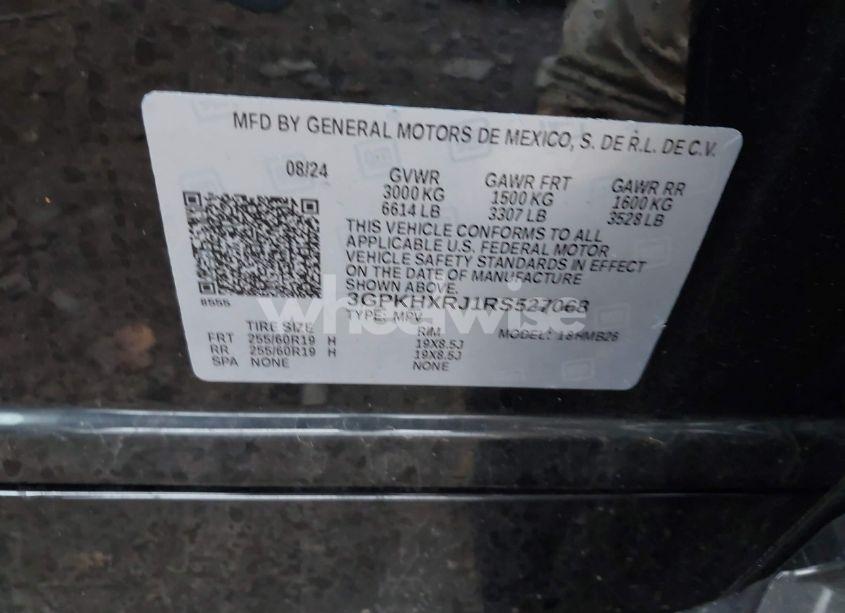 MFD BY GENERAL MOTORS DE MEXICO, S. DE R.L. DE C.V.
08/24 GVWR GAWR FRT GAWR RR
3000 KG 1500 KG 1600 KG
6614 LB 3307 LB 3528 LB
THIS VEHICLE CONFORMS TO ALL
APPLICABLE U.S. FEDERAL MOTOR
VEHICLE SAFETY STANDARDS IN EFFECT
ON THE DATE OF MANUFACTURE
SHOWN ABOVE.
8555
3GPKHXRJ1RS527068
TYPE: MPV MODEL: 18HMB26
TIRE SIZE RIM
FRT 255/60R19 H 19X8.5J
RR 255/60R19 H 19X8.5J
SPA NONE NONE